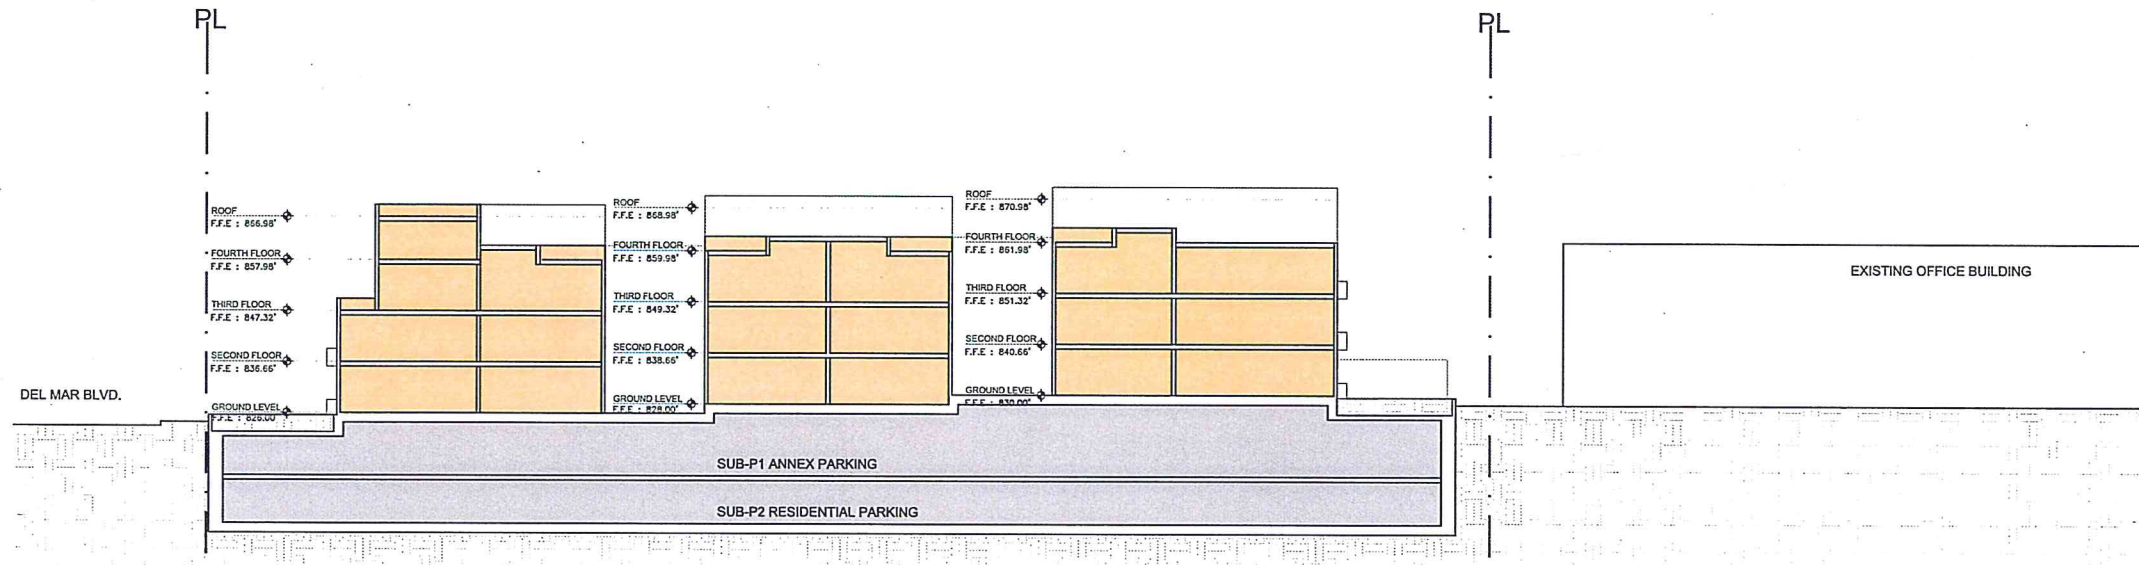 PL
PL
ROOF
F.F.E : 866.98'
FOURTH FLOOR
F.F.E : 857.98'
THIRD FLOOR
F.F.E : 847.32'
SECOND FLOOR
F.F.E : 836.66'
GROUND LEVEL
F.F.E : 826.00'
DEL MAR BLVD.
ROOF
F.F.E : 868.98'
FOURTH FLOOR
F.F.E : 859.98'
THIRD FLOOR
F.F.E : 849.32'
SECOND FLOOR
F.F.E : 838.66'
GROUND LEVEL
F.F.E : 828.00'
ROOF
F.F.E : 870.98'
FOURTH FLOOR
F.F.E : 861.98'
THIRD FLOOR
F.F.E : 851.32'
SECOND FLOOR
F.F.E : 840.66'
GROUND LEVEL
F.F.E : 830.00'
EXISTING OFFICE BUILDING
SUB-P1 ANNEX PARKING
SUB-P2 RESIDENTIAL PARKING